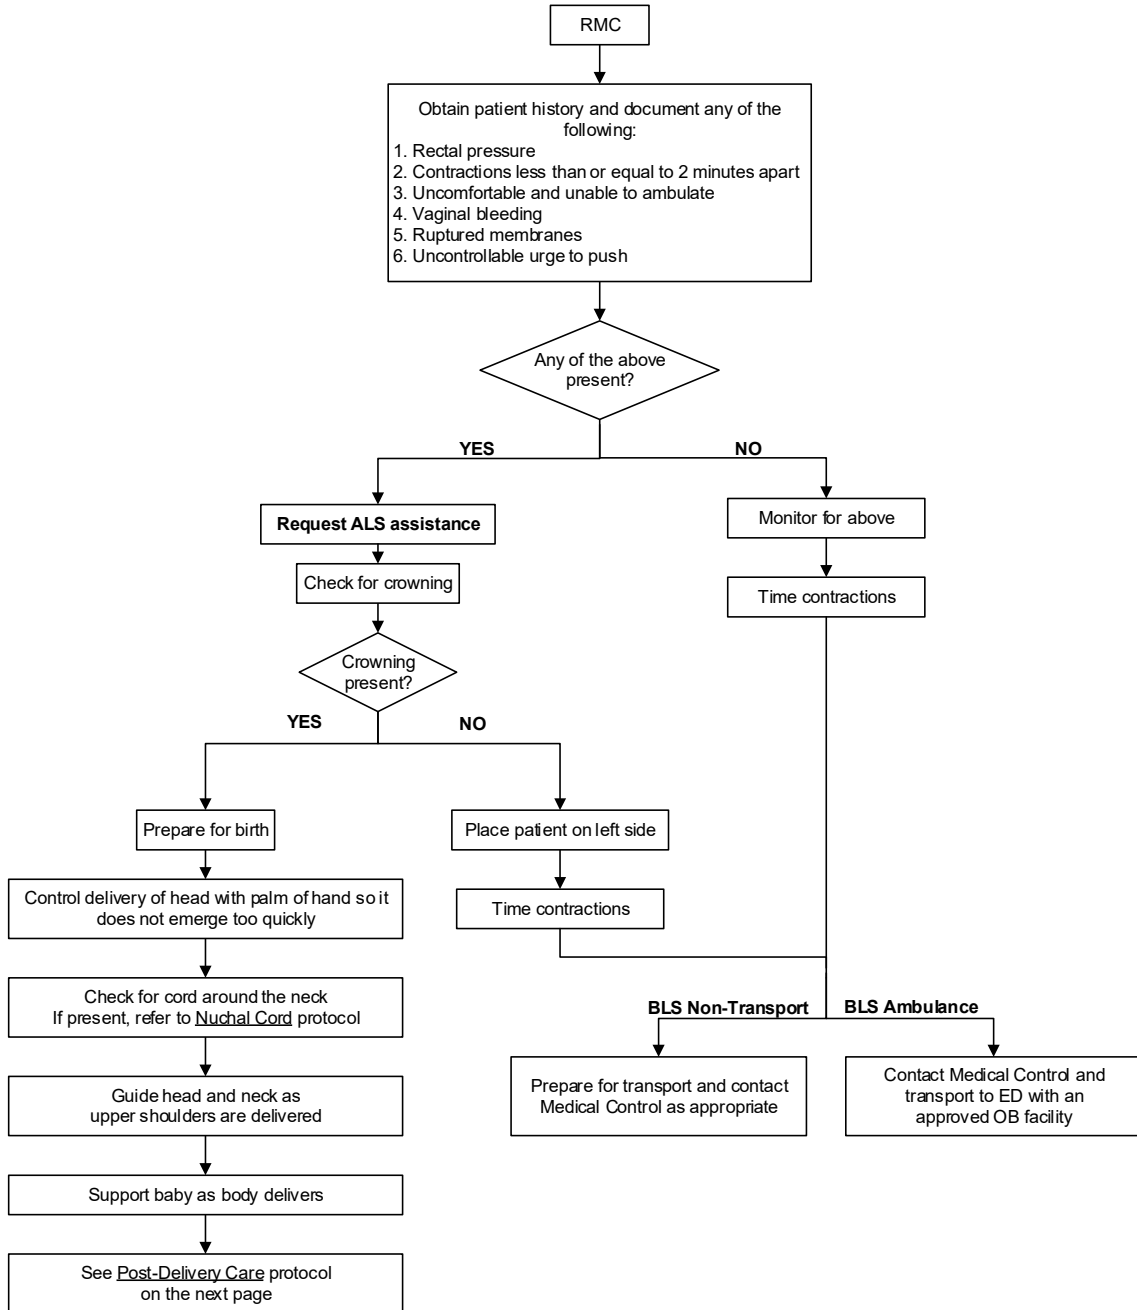 RMC
Obtain patient history and document any of the
following:
1. Rectal pressure
2. Contractions less than or equal to 2 minutes apart
3. Uncomfortable and unable to ambulate
4. Vaginal bleeding
5. Ruptured membranes
6. Uncontrollable urge to push
Any of the above
present?
YES
NO
Request ALS assistance
Monitor for above
Check for crowning
Time contractions
Crowning
present?
YES
NO
Prepare for birth
Place patient on left side
Control delivery of head with palm of hand so it
does not emerge too quickly
Time contractions
Check for cord around the neck
If present, refer to Nuchal Cord protocol
BLS Non-Transport
BLS Ambulance
Prepare for transport and contact
Medical Control as appropriate
Contact Medical Control and
transport to ED with an
approved OB facility
Guide head and neck as
upper shoulders are delivered
Support baby as body delivers
See Post-Delivery Care protocol
on the next page